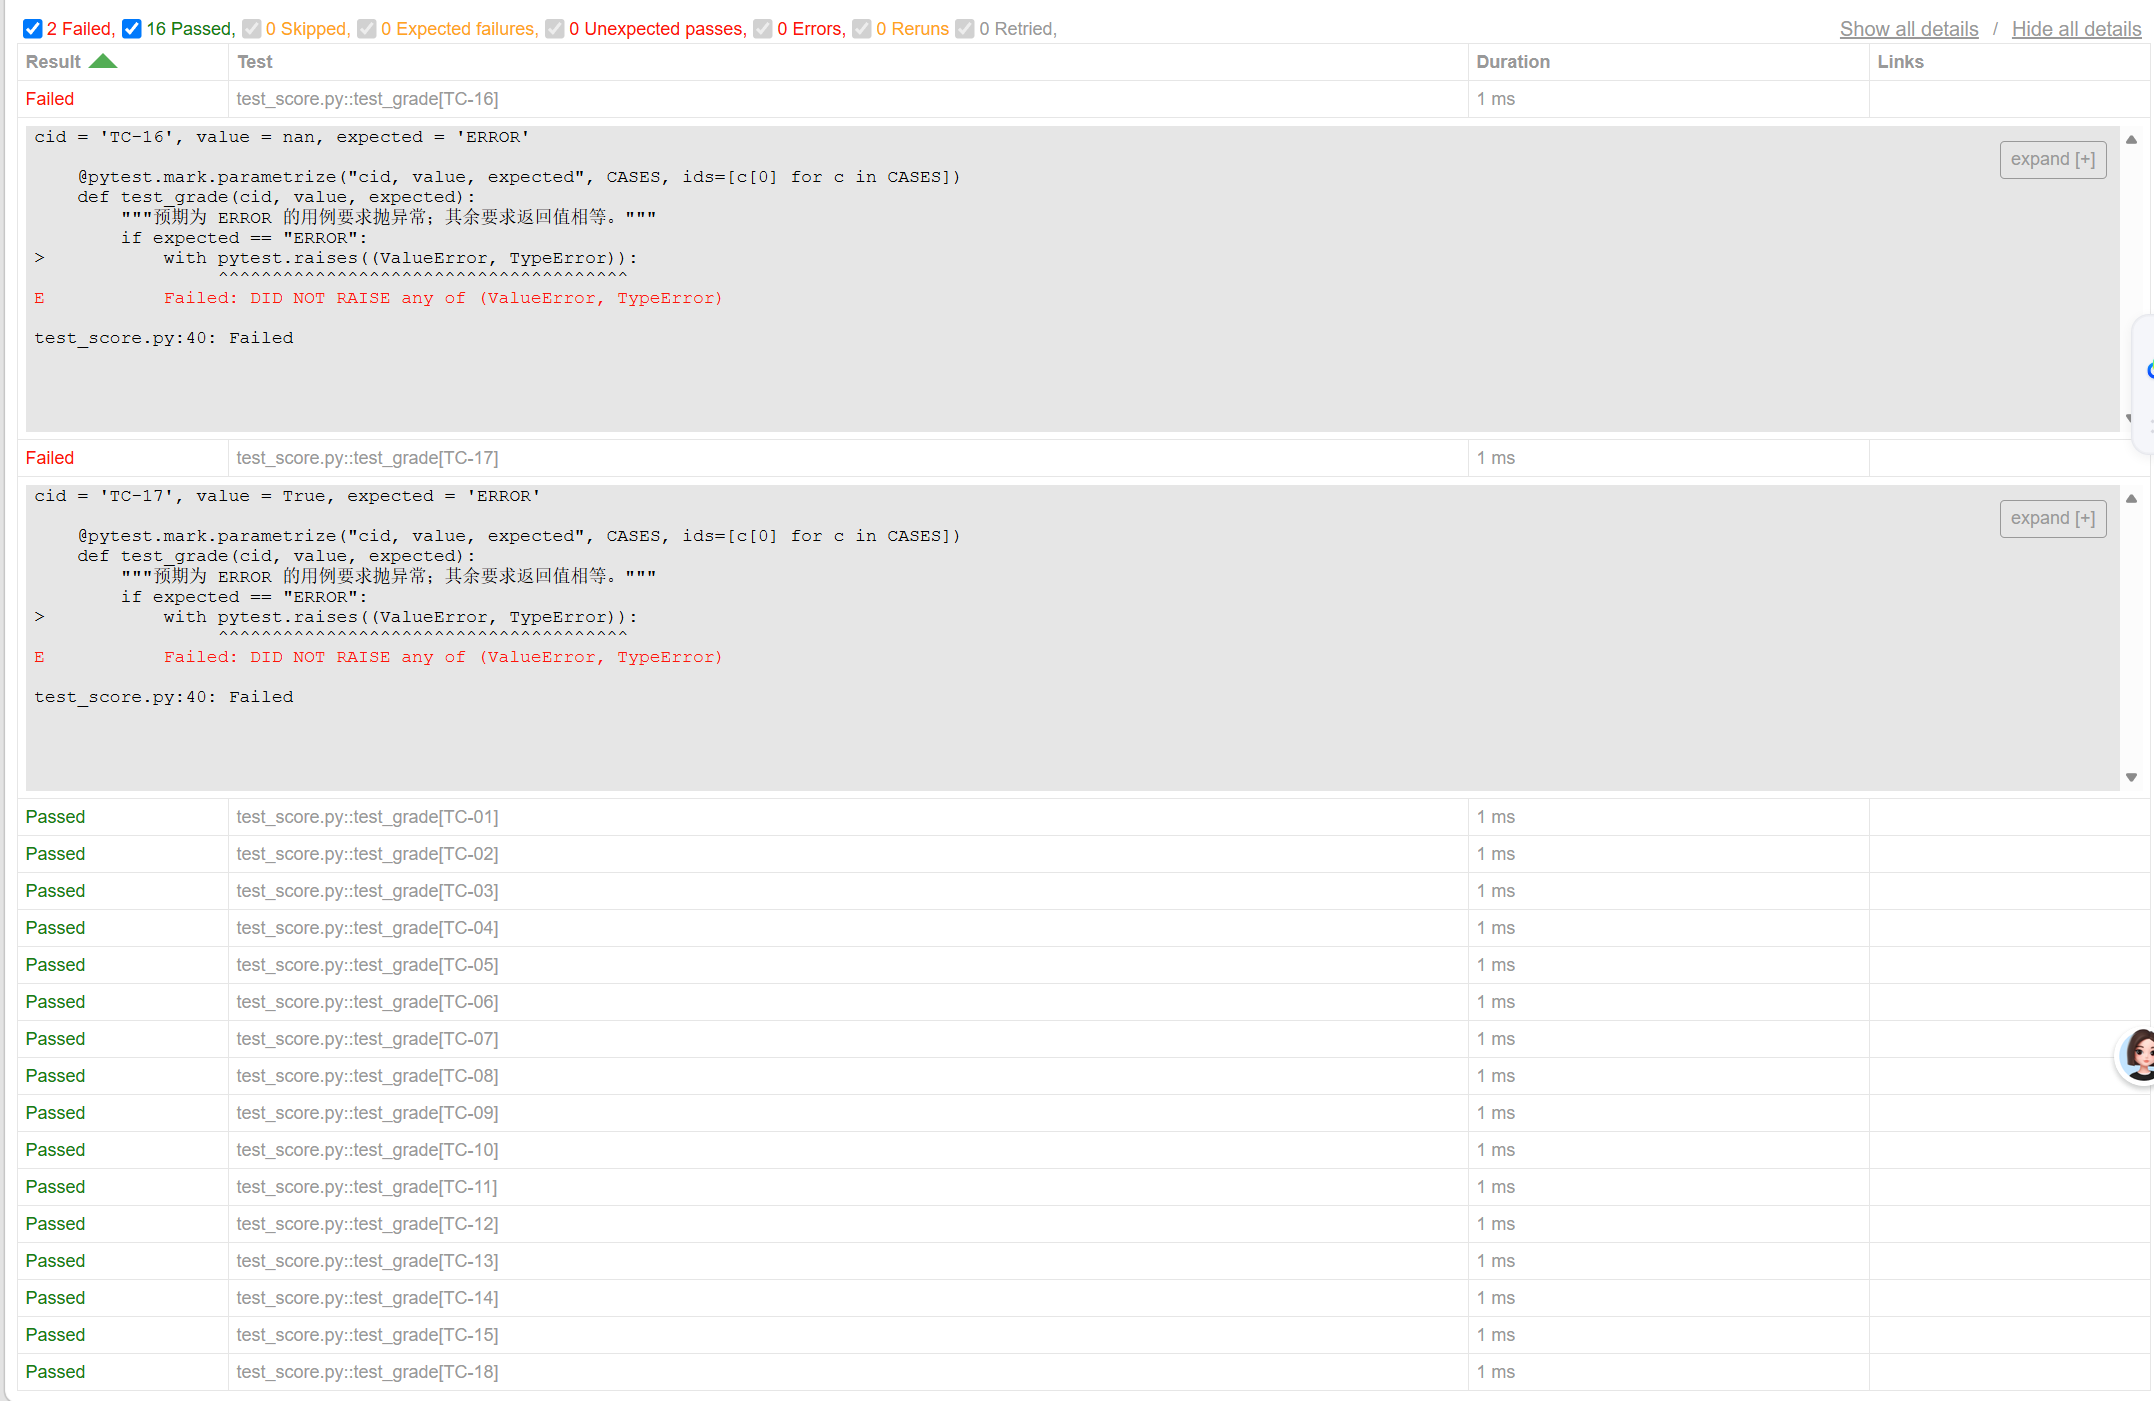 2 Failed, 16 Passed, 0 Skipped, 0 Expected failures, 0 Unexpected passes, 0 Errors, 0 Reruns 0 Retried, Show all details / Hide all details
Result Test Duration Links
Failed test_score.py::test_grade[TC-16] 1 ms
cid = 'TC-16', value = nan, expected = 'ERROR'
expand [+]
@pytest.mark.parametrize("cid, value, expected", CASES, ids=[c[0] for c in CASES])
def test_grade(cid, value, expected):
"""预期为 ERROR 的用例要求抛异常；其余要求返回值相等。"""
if expected == "ERROR":
> with pytest.raises((ValueError, TypeError)):
^^^^^^^^^^^^^^^^^^^^^^^^^^^^^^^^^^^^^^
E Failed: DID NOT RAISE any of (ValueError, TypeError)
test_score.py:40: Failed
Failed test_score.py::test_grade[TC-17] 1 ms
cid = 'TC-17', value = True, expected = 'ERROR'
expand [+]
@pytest.mark.parametrize("cid, value, expected", CASES, ids=[c[0] for c in CASES])
def test_grade(cid, value, expected):
"""预期为 ERROR 的用例要求抛异常；其余要求返回值相等。"""
if expected == "ERROR":
> with pytest.raises((ValueError, TypeError)):
^^^^^^^^^^^^^^^^^^^^^^^^^^^^^^^^^^^^^^
E Failed: DID NOT RAISE any of (ValueError, TypeError)
test_score.py:40: Failed
Passed test_score.py::test_grade[TC-01] 1 ms
Passed test_score.py::test_grade[TC-02] 1 ms
Passed test_score.py::test_grade[TC-03] 1 ms
Passed test_score.py::test_grade[TC-04] 1 ms
Passed test_score.py::test_grade[TC-05] 1 ms
Passed test_score.py::test_grade[TC-06] 1 ms
Passed test_score.py::test_grade[TC-07] 1 ms
Passed test_score.py::test_grade[TC-08] 1 ms
Passed test_score.py::test_grade[TC-09] 1 ms
Passed test_score.py::test_grade[TC-10] 1 ms
Passed test_score.py::test_grade[TC-11] 1 ms
Passed test_score.py::test_grade[TC-12] 1 ms
Passed test_score.py::test_grade[TC-13] 1 ms
Passed test_score.py::test_grade[TC-14] 1 ms
Passed test_score.py::test_grade[TC-15] 1 ms
Passed test_score.py::test_grade[TC-18] 1 ms